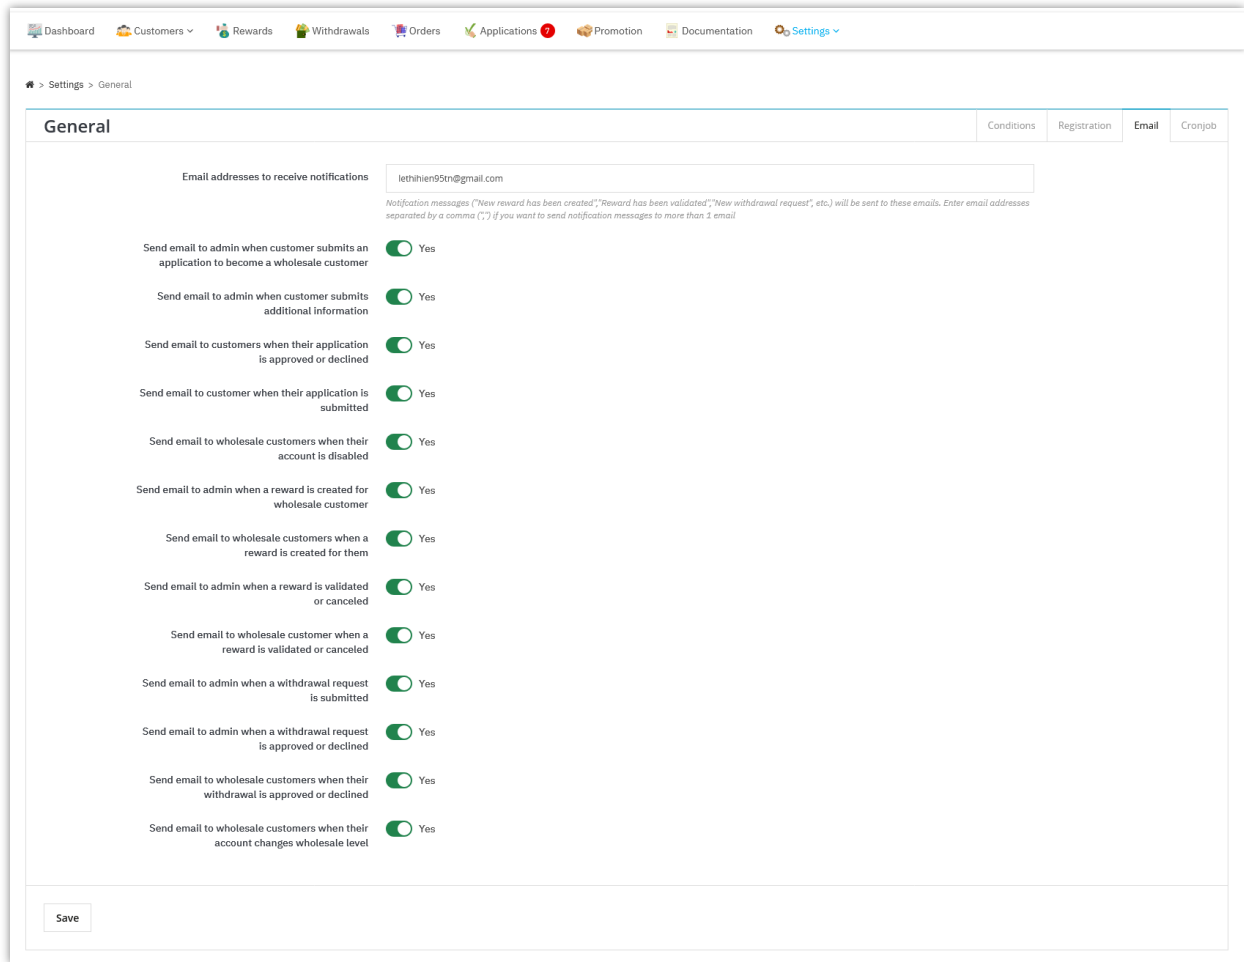 Dashboard Customers Rewards Withdrawals Orders Applications 7 Promotion Documentation Settings
> Settings > General
General Conditions Registration Email Cronjob
Email addresses to receive notifications lethihien95tn@gmail.com
Notifcation messages ("New reward has been created","Reward has been validated","New withdrawal request", etc.) will be sent to these emails. Enter email addresses
separated by a comma (",") if you want to send notification messages to more than 1 email
Send email to admin when customer submits an Yes
application to become a wholesale customer
Send email to admin when customer submits Yes
additional information
Send email to customers when their application Yes
is approved or declined
Send email to customer when their application is Yes
submitted
Send email to wholesale customers when their Yes
account is disabled
Send email to admin when a reward is created for Yes
wholesale customer
Send email to wholesale customers when a Yes
reward is created for them
Send email to admin when a reward is validated Yes
or canceled
Send email to wholesale customer when a Yes
reward is validated or canceled
Send email to admin when a withdrawal request Yes
is submitted
Send email to admin when a withdrawal request Yes
is approved or declined
Send email to wholesale customers when their Yes
withdrawal is approved or declined
Send email to wholesale customers when their Yes
account changes wholesale level
Save